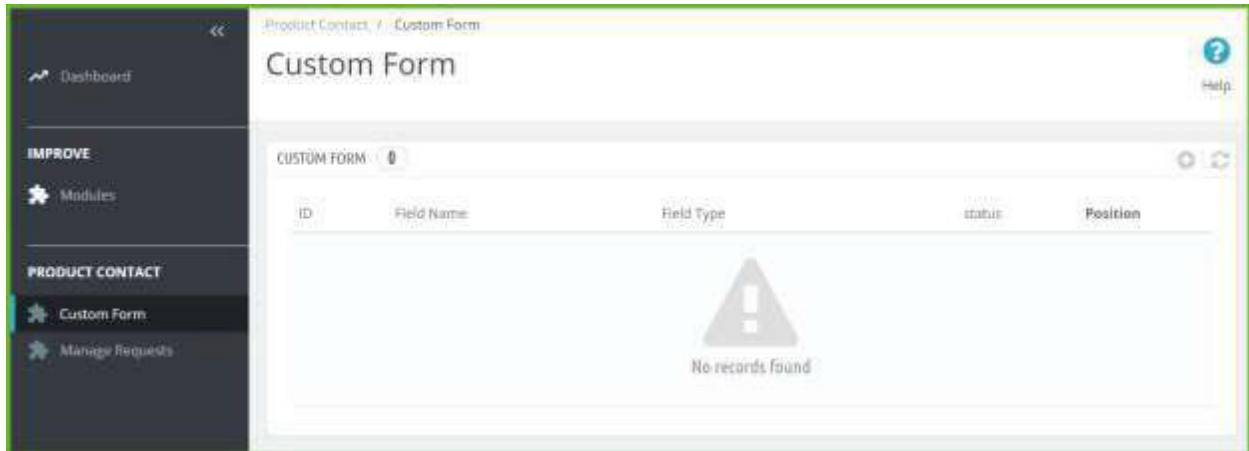 Product Contact / Custom Form
Custom Form
Help
Dashboard
IMPROVE
Modules
PRODUCT CONTACT
Custom Form
Manage Requests
CUSTOM FORM 0
ID Field Name Field Type status Position
No records found